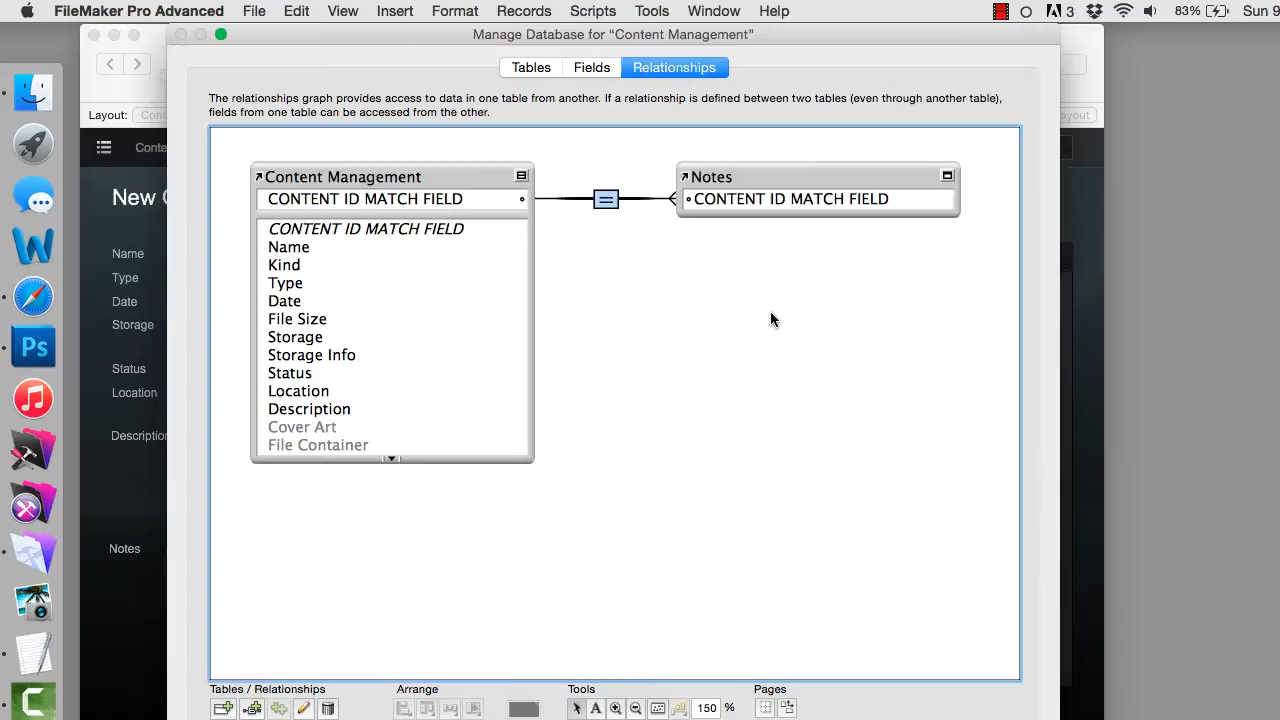 FileMaker Pro Advanced File Edit View Insert Format Records Scripts Tools Window Help 3 83% Sun 9
Manage Database for “Content Management”
Tables Fields Relationships
The relationships graph provides access to data in one table from another. If a relationship is defined between two tables (even through another table),
fields from one table can be accessed from the other.
Layout:
New
Name
Type
Date
Storage
Status
Location
Description
Notes
Content Management
CONTENT ID MATCH FIELD
CONTENT ID MATCH FIELD
Name
Kind
Type
Date
File Size
Storage
Storage Info
Status
Location
Description
Cover Art
File Container
Notes
CONTENT ID MATCH FIELD
W
Ps
Tables / Relationships Arrange Tools Pages
A 150 %